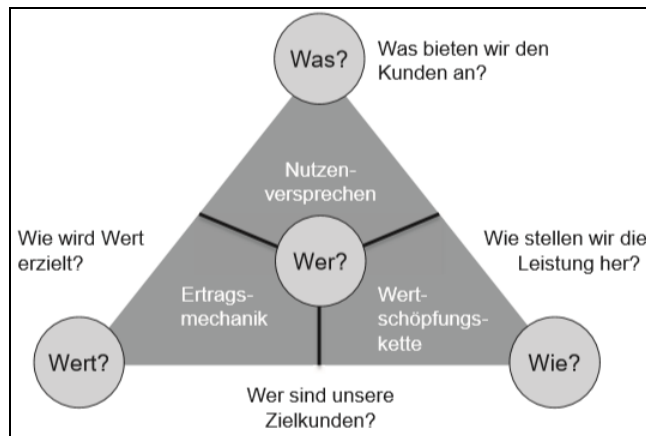 Was?
Was bieten wir den
Kunden an?
Nutzen-
versprechen
Wie wird Wert
erzielt?
Wer?
Wie stellen wir die
Leistung her?
Ertrags-
mechanik
Wert-
schöpfungs-
kette
Wert?
Wie?
Wer sind unsere
Zielkunden?